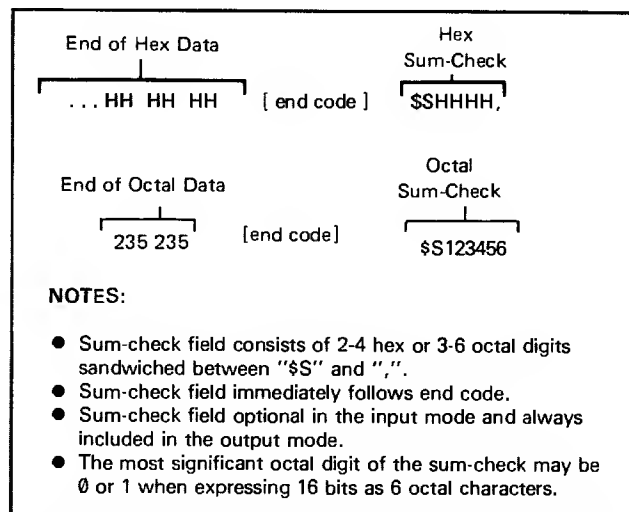 End of Hex Data
Hex
Sum-Check
...HH HH HH [ end code ] $SHHHH,
End of Octal Data
Octal
Sum-Check
235 235 [end code] $S123456
NOTES:
● Sum-check field consists of 2-4 hex or 3-6 octal digits
sandwiched between "$S" and ",".
● Sum-check field immediately follows end code.
● Sum-check field optional in the input mode and always
included in the output mode.
● The most significant octal digit of the sum-check may be
0 or 1 when expressing 16 bits as 6 octal characters.